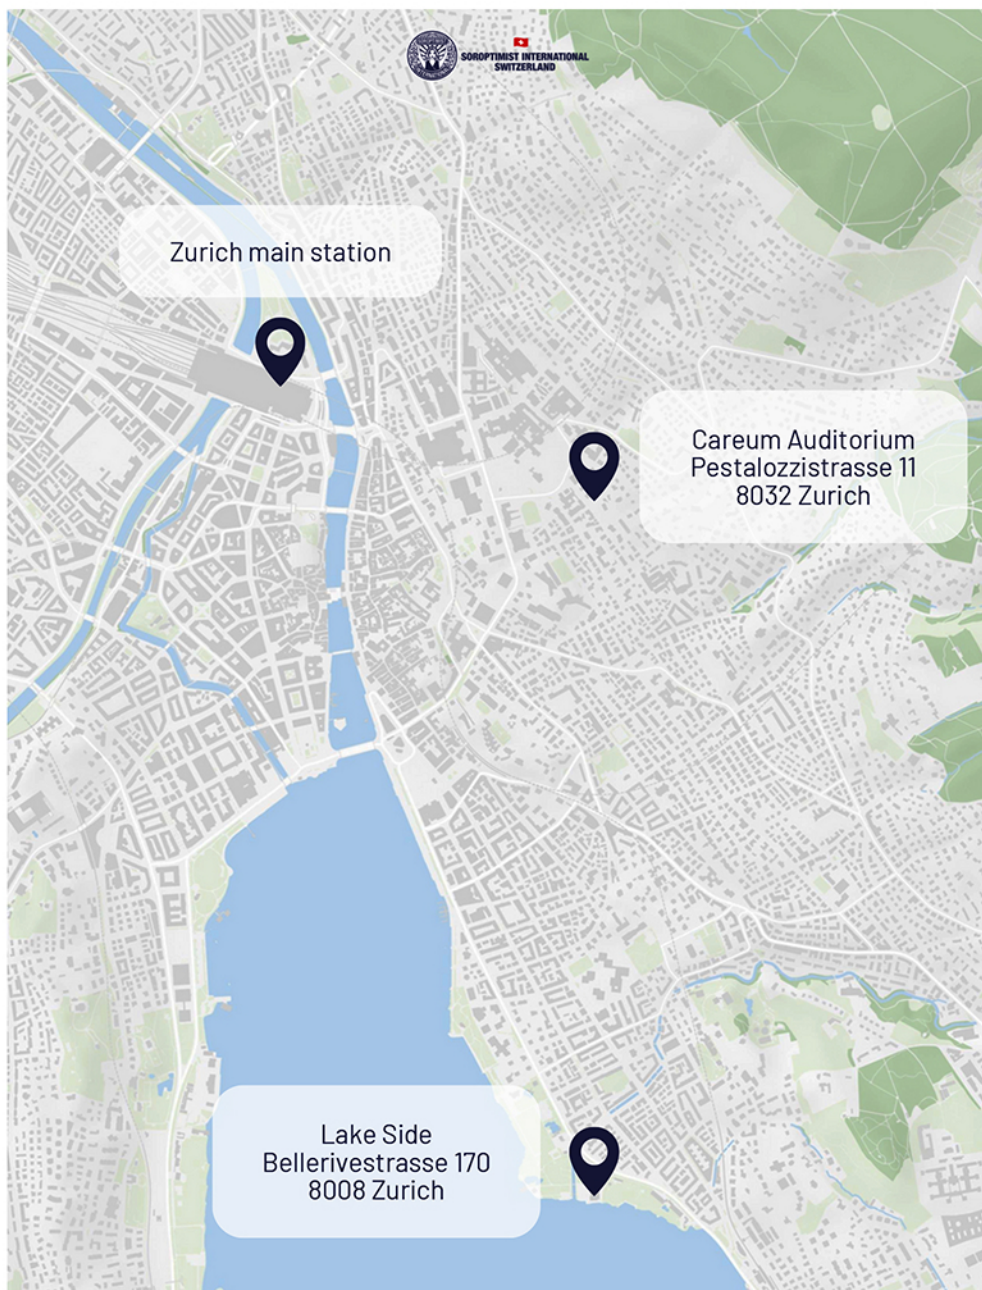 SOROPTIMIST INTERNATIONAL
SWITZERLAND
Zurich main station
Careum Auditorium
Pestalozzistrasse 11
8032 Zurich
Lake Side
Bellerivestrasse 170
8008 Zurich